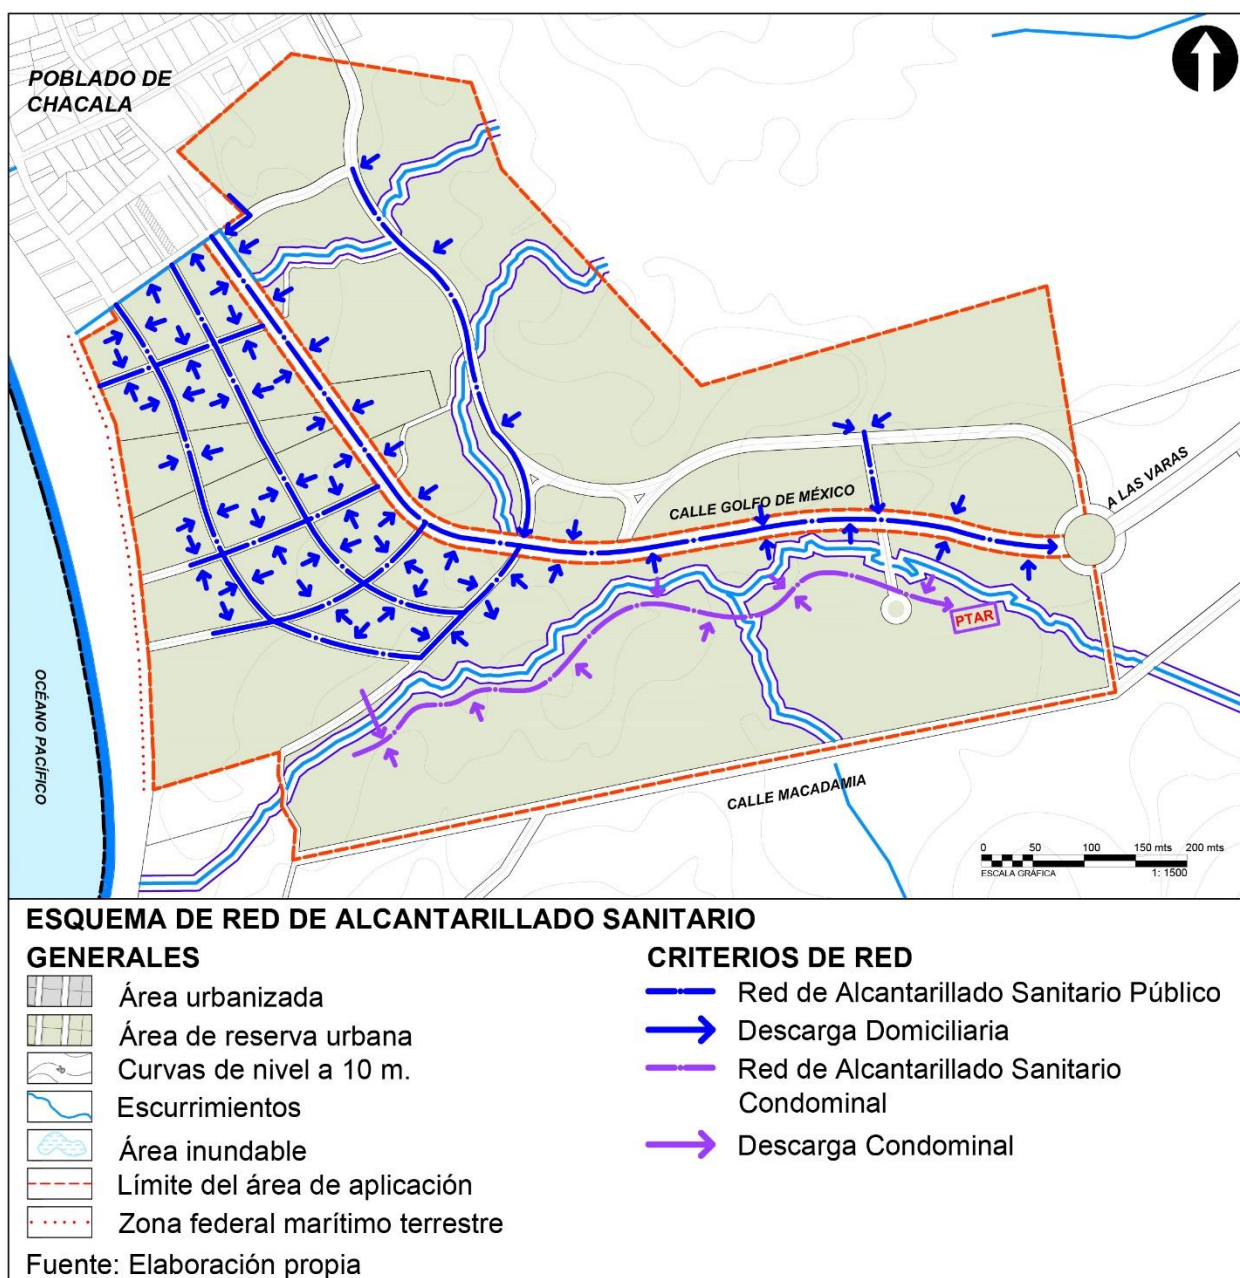 POBLADO DE
CHACALA
A LAS VARAS
CALLE GOLFO DE MÉXICO
PTAR
OCÉANO PACÍFICO
CALLE MACADAMIA
0 50 100 150 mts 200 mts
ESCALA GRÁFICA 1: 1500
ESQUEMA DE RED DE ALCANTARILLADO SANITARIO
GENERALES
Área urbanizada
Área de reserva urbana
20
Curvas de nivel a 10 m.
Escurrimientos
Área inundable
Límite del área de aplicación
Zona federal marítimo terrestre
Fuente: Elaboración propia
CRITERIOS DE RED
Red de Alcantarillado Sanitario Público
Descarga Domiciliaria
Red de Alcantarillado Sanitario
Condominal
Descarga Condominal